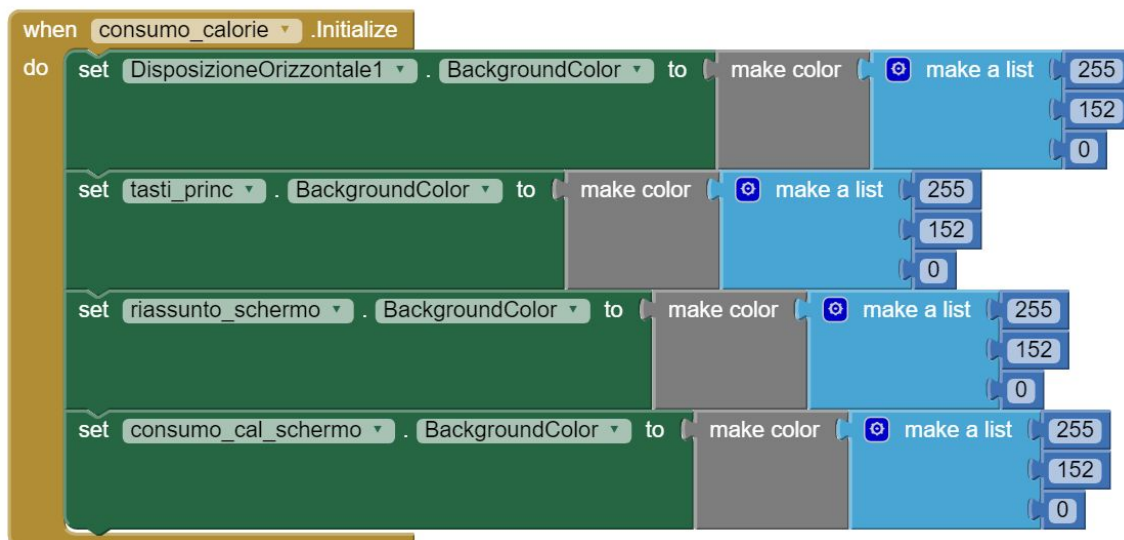 when consumo_calorie .Initialize
do set DisposizioneOrizzontale1 . BackgroundColor to make color make a list 255
152
0
set tasti_princ . BackgroundColor to make color make a list 255
152
0
set riassunto_schermo . BackgroundColor to make color make a list 255
152
0
set consumo_cal_schermo . BackgroundColor to make color make a list 255
152
0